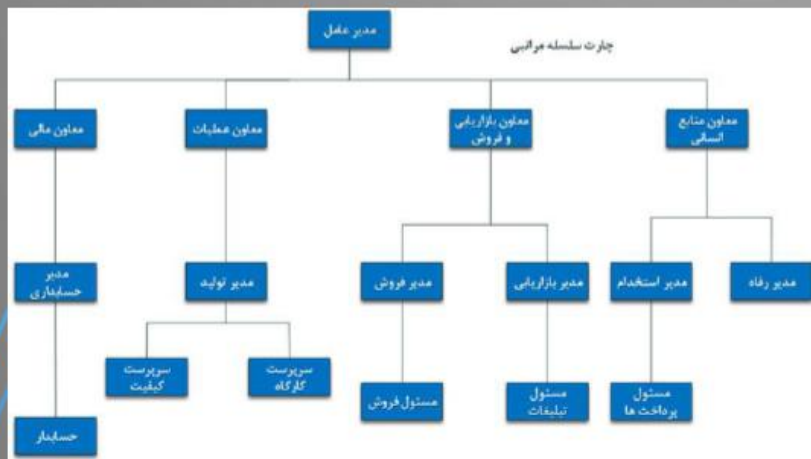 مدیر عامل
چارت سلسله مراتبی
معاون منابع
انسانی
معاون بازاریابی
و فروش
معاون عملیات
معاون مالی
مدیر رفاه
مدیر استخدام
مدیر بازاریابی
مدیر فروش
مدیر تولید
مدیر
حسابداری
مسئول
پرداخت ها
مسئول
تبلیغات
مسئول فروش
سرپرست
کارگاه
سرپرست
کیفیت
حسابدار